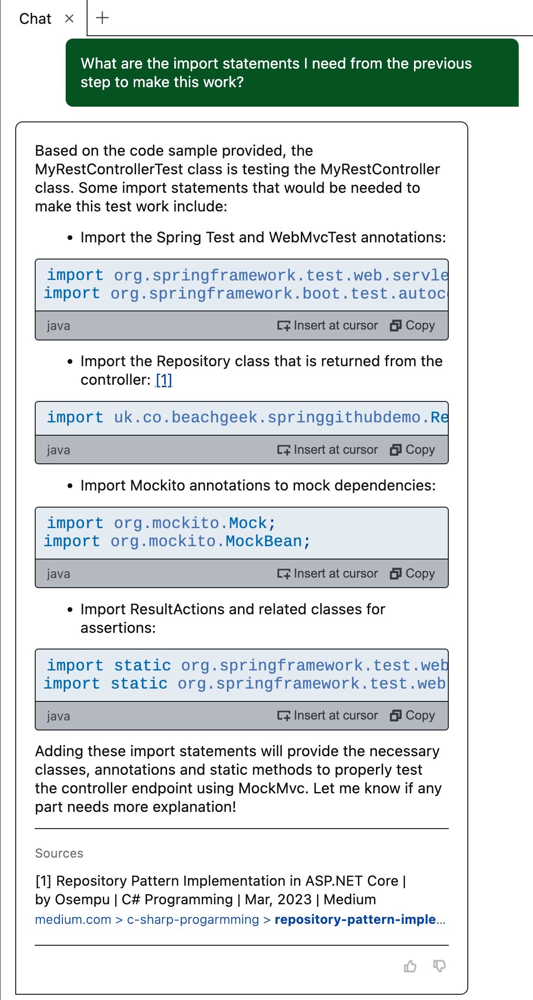 Chat
What are the import statements I need from the previous
step to make this work?
Based on the code sample provided, the
MyRestControllerTest class is testing the MyRestController
class. Some import statements that would be needed to
make this test work include:
• Import the Spring Test and WebMvcTest annotations:
import org.springframework.test.web.servle
import org.springframework.boot.test.autoc
java Insert at cursor Copy
• Import the Repository class that is returned from the
controller: [1]
import uk.co.beachgeek.springgithubdemo.Re
java Insert at cursor Copy
• Import Mockito annotations to mock dependencies:
import org.mockito.Mock;
import org.mockito.MockBean;
java Insert at cursor Copy
• Import ResultActions and related classes for
assertions:
import static org.springframework.test.web
import static org.springframework.test.web
java Insert at cursor Copy
Adding these import statements will provide the necessary
classes, annotations and static methods to properly test
the controller endpoint using MockMvc. Let me know if any
part needs more explanation!
Sources
[1] Repository Pattern Implementation in ASP.NET Core |
by Osempu | C# Programming | Mar, 2023 | Medium
medium.com > c-sharp-progarmming > repository-pattern-imple...